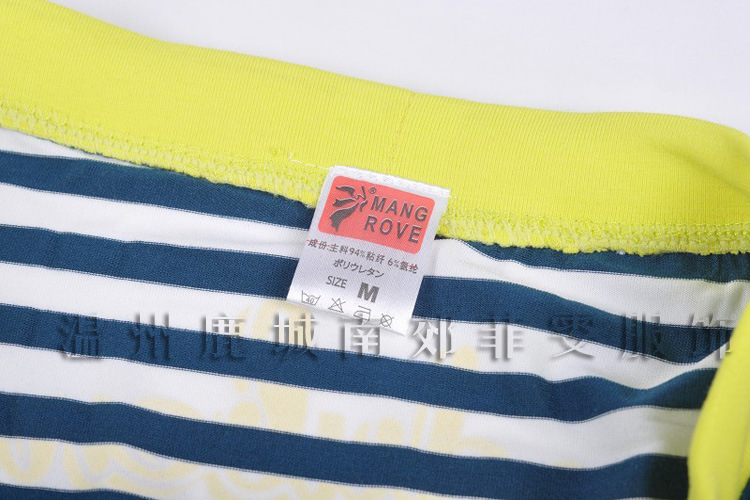 MANG
ROVE
成份:主料94%粘纤 6%氨纶
ポリウレタン
SIZE M
温州鹿城南郊菲雯服饰